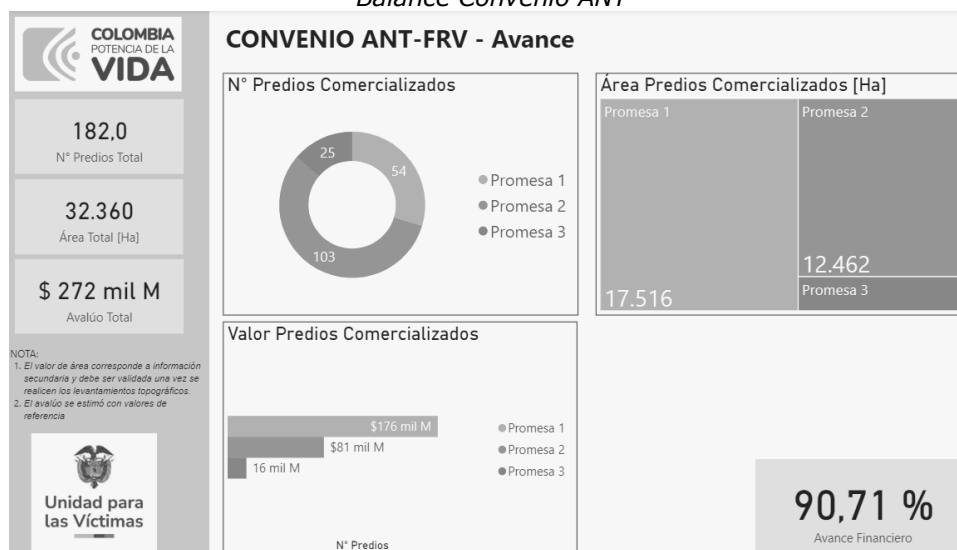 Balance Convenio ANT
COLOMBIA
POTENCIA DE LA
VIDA
CONVENIO ANT-FRV - Avance
182,0
N° Predios Total
32.360
Área Total [Ha]
$ 272 mil M
Avalúo Total
NOTA:
1. El valor de área corresponde a información
secundaria y debe ser validada una vez se
realicen los levantamientos topográficos.
2. El avalúo se estimó con valores de
referencia
Unidad para
las Víctimas
N° Predios Comercializados
25
54
103
Promesa 1
Promesa 2
Promesa 3
Área Predios Comercializados [Ha]
Promesa 1
17.516
Promesa 2
12.462
Promesa 3
Valor Predios Comercializados
$176 mil M
$81 mil M
16 mil M
Promesa 1
Promesa 2
Promesa 3
N° Predios
90,71 %
Avance Financiero